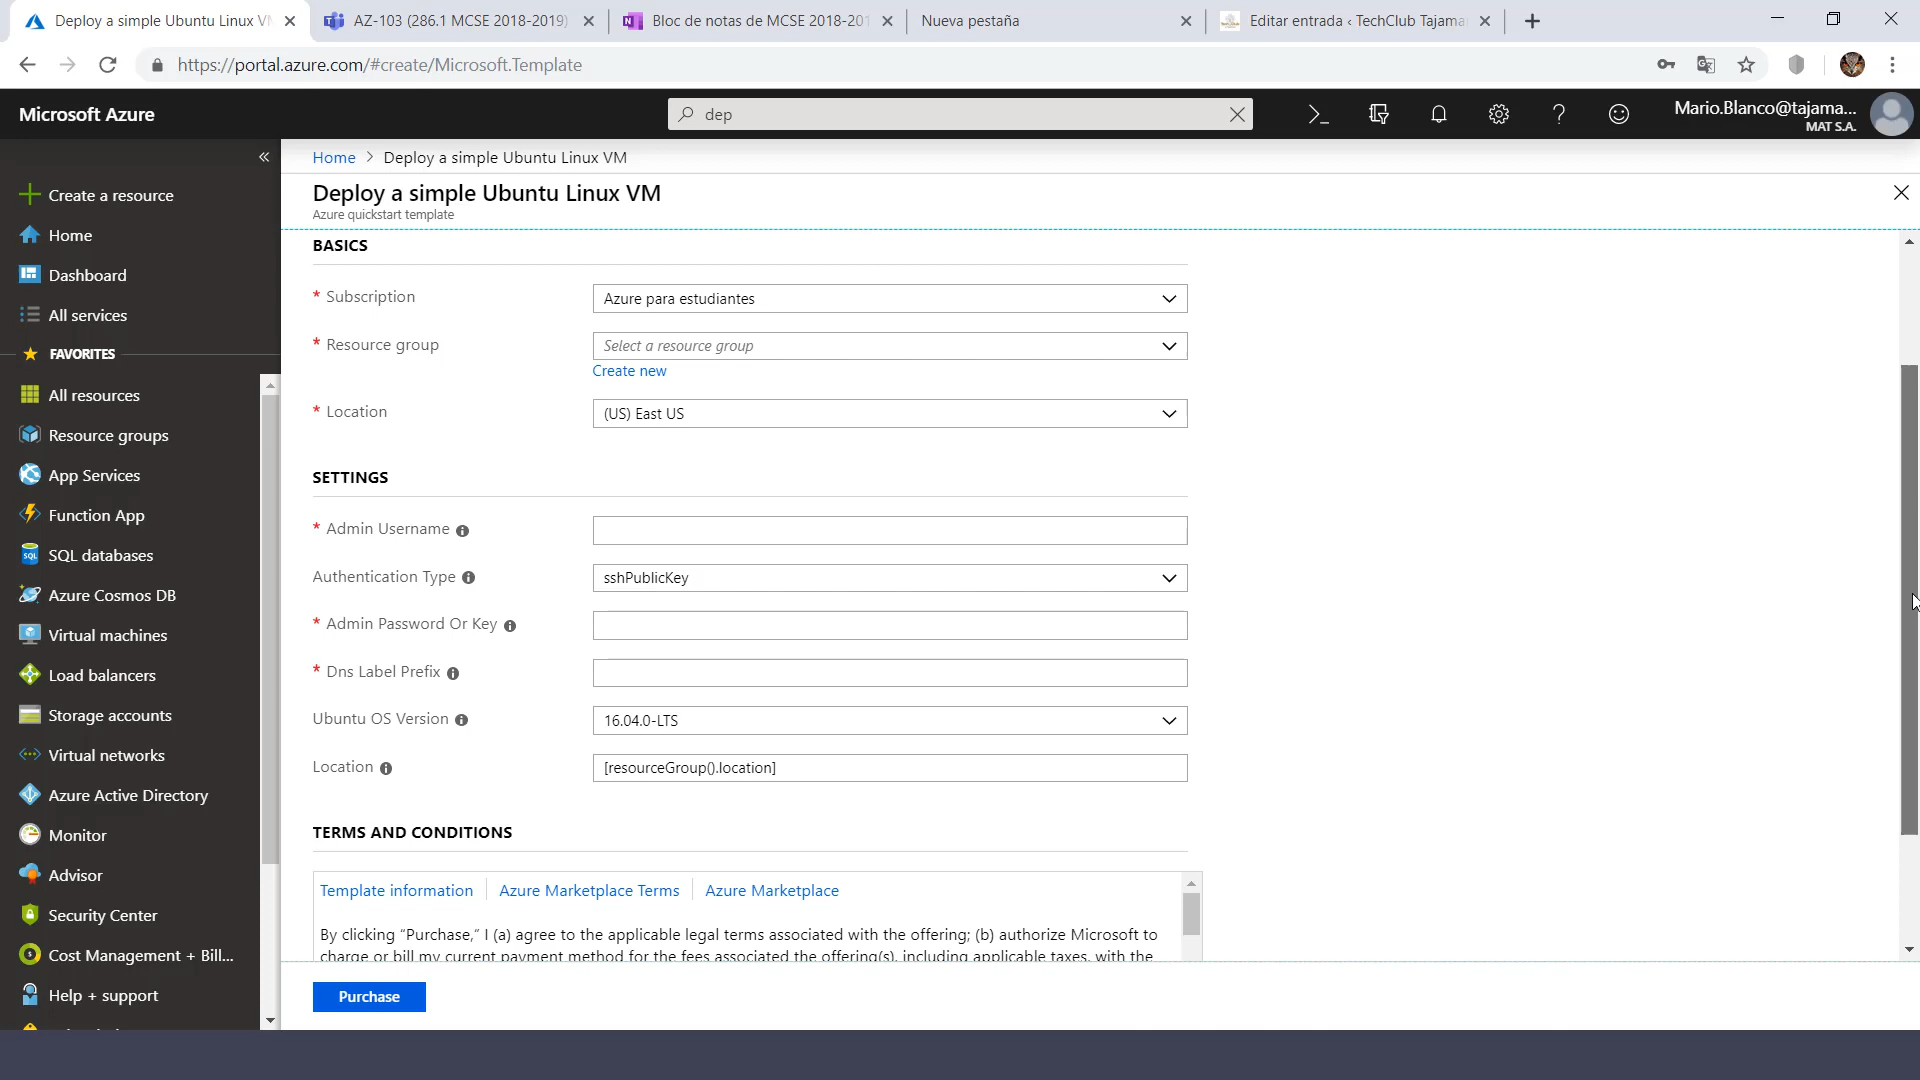 Deploy a simple Ubuntu Linux VM
AZ-103 (286.1 MCSE 2018-2019)
Bloc de notas de MCSE 2018-201
Nueva pestaña
Editar entrada ‹ TechClub Tajama
https://portal.azure.com/#create/Microsoft.Template
Microsoft Azure
dep
Mario.Blanco@tajama...
MAT S.A.
Create a resource
Home
Dashboard
All services
FAVORITES
All resources
Resource groups
App Services
Function App
SQL databases
Azure Cosmos DB
Virtual machines
Load balancers
Storage accounts
Virtual networks
Azure Active Directory
Monitor
Advisor
Security Center
Cost Management + Bill...
Help + support
Home > Deploy a simple Ubuntu Linux VM
Deploy a simple Ubuntu Linux VM
Azure quickstart template
BASICS
* Subscription
Azure para estudiantes
* Resource group
Select a resource group
Create new
* Location
(US) East US
SETTINGS
* Admin Username
Authentication Type
sshPublicKey
* Admin Password Or Key
* Dns Label Prefix
Ubuntu OS Version
16.04.0-LTS
Location
[resourceGroup().location]
TERMS AND CONDITIONS
Template information | Azure Marketplace Terms | Azure Marketplace
By clicking “Purchase,” I (a) agree to the applicable legal terms associated with the offering; (b) authorize Microsoft to
charge or bill my current payment method for the fees associated the offering(s), including applicable taxes, with the
Purchase